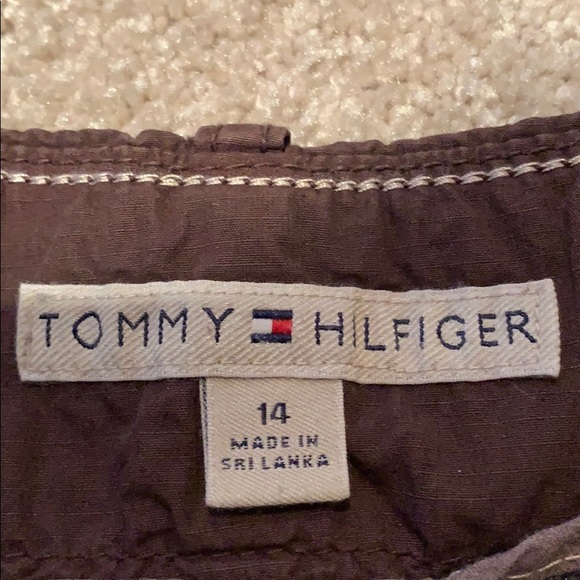 TOMMY HILFIGER
14
MADE IN
SRI LANKA